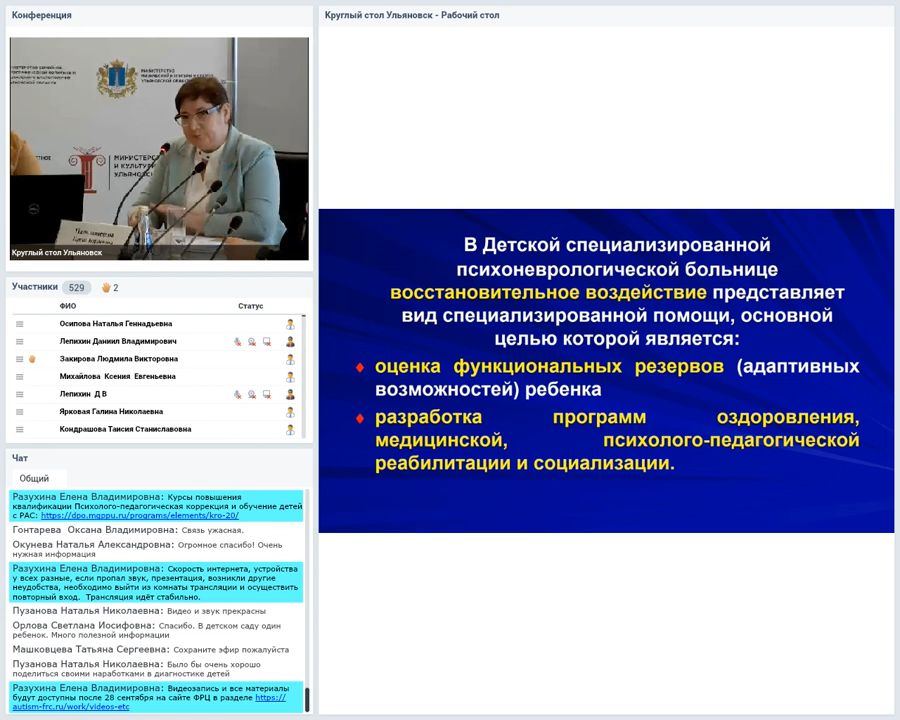 Конференция
МИНИСТЕРСТВО
МИНИСТЕРС
И КУЛЬТУР
УЛЬЯНОВС
Круглый стол Ульяновск
Участники 529 2
ФИО Статус
Осипова Наталья Геннадьевна
Лепихин Даниил Владимирович
Закирова Людмила Викторовна
Михайлова Ксения Евгеньевна
Лепихин Д В
Ярковая Галина Николаевна
Кондрашова Таисия Станиславовна
Чат
Общий
Разухина Елена Владимировна: Курсы повышения
квалификации Психолого-педагогическая коррекция и обучение детей
с РАС: https://dpo.mgppu.ru/programs/elements/kro-20/
Гонтарева Оксана Владимировна: Связь ужасная.
Окунева Наталья Александровна: Огромное спасибо! Очень
нужная информация
Разухина Елена Владимировна: Скорость интернета, устройства
у всех разные, если пропал звук, презентация, возникли другие
неудобства, необходимо выйти из комнаты трансляции и осуществить
повторный вход. Трансляция идёт стабильно.
Пузанова Наталья Николаевна: Видео и звук прекрасны
Орлова Светлана Иосифовна: Спасибо. В детском саду один
ребенок. Много полезной информации
Машковцева Татьяна Сергеевна: Сохраните эфир пожалуйста
Пузанова Наталья Николаевна: Было бы очень хорошо
поделиться своими наработками в диагностике детей
Разухина Елена Владимировна: Видеозапись и все материалы
будут доступны после 28 сентября на сайте ФРЦ в разделе https://
autism-frc.ru/work/videos-etc
Круглый стол Ульяновск - Рабочий стол
В Детской специализированной
психоневрологической больнице
восстановительное воздействие представляет
вид специализированной помощи, основной
целью которой является:
оценка функциональных резервов (адаптивных
возможностей) ребенка
разработка программ оздоровления,
медицинской, психолого-педагогической
реабилитации и социализации.